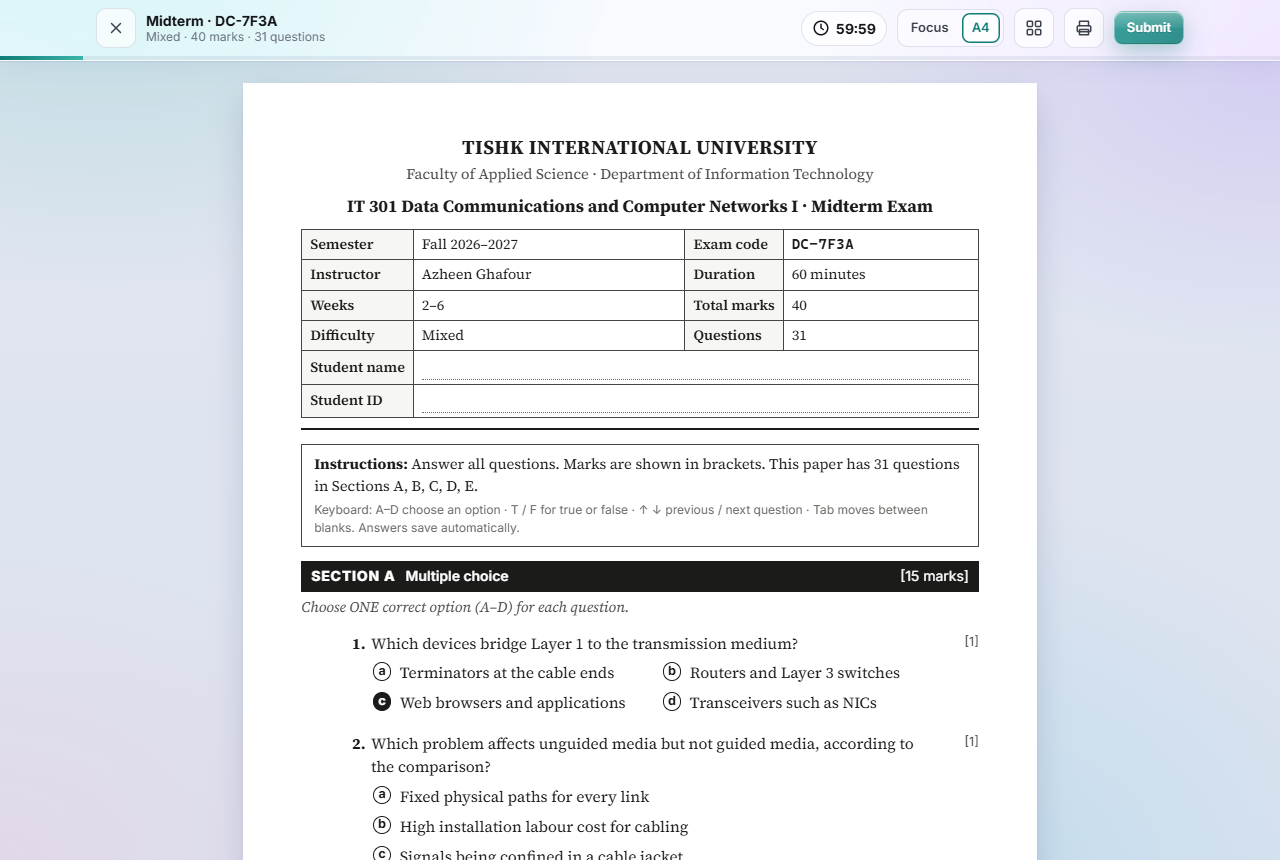 Midterm · DC-7F3A
Mixed · 40 marks · 31 questions
59:59
Focus
A4
Submit
TISHK INTERNATIONAL UNIVERSITY
Faculty of Applied Science · Department of Information Technology
IT 301 Data Communications and Computer Networks I · Midterm Exam
Semester Fall 2026–2027 Exam code DC-7F3A
Instructor Azheen Ghafour Duration 60 minutes
Weeks 2–6 Total marks 40
Difficulty Mixed Questions 31
Student name
Student ID
Instructions: Answer all questions. Marks are shown in brackets. This paper has 31 questions
in Sections A, B, C, D, E.
Keyboard: A–D choose an option · T / F for true or false · ↑ ↓ previous / next question · Tab moves between
blanks. Answers save automatically.
SECTION A Multiple choice [15 marks]
Choose ONE correct option (A–D) for each question.
1. Which devices bridge Layer 1 to the transmission medium? [1]
a Terminators at the cable ends b Routers and Layer 3 switches
c Web browsers and applications d Transceivers such as NICs
2. Which problem affects unguided media but not guided media, according to [1]
the comparison?
a Fixed physical paths for every link
b High installation labour cost for cabling
c Signals being confined in a cable jacket